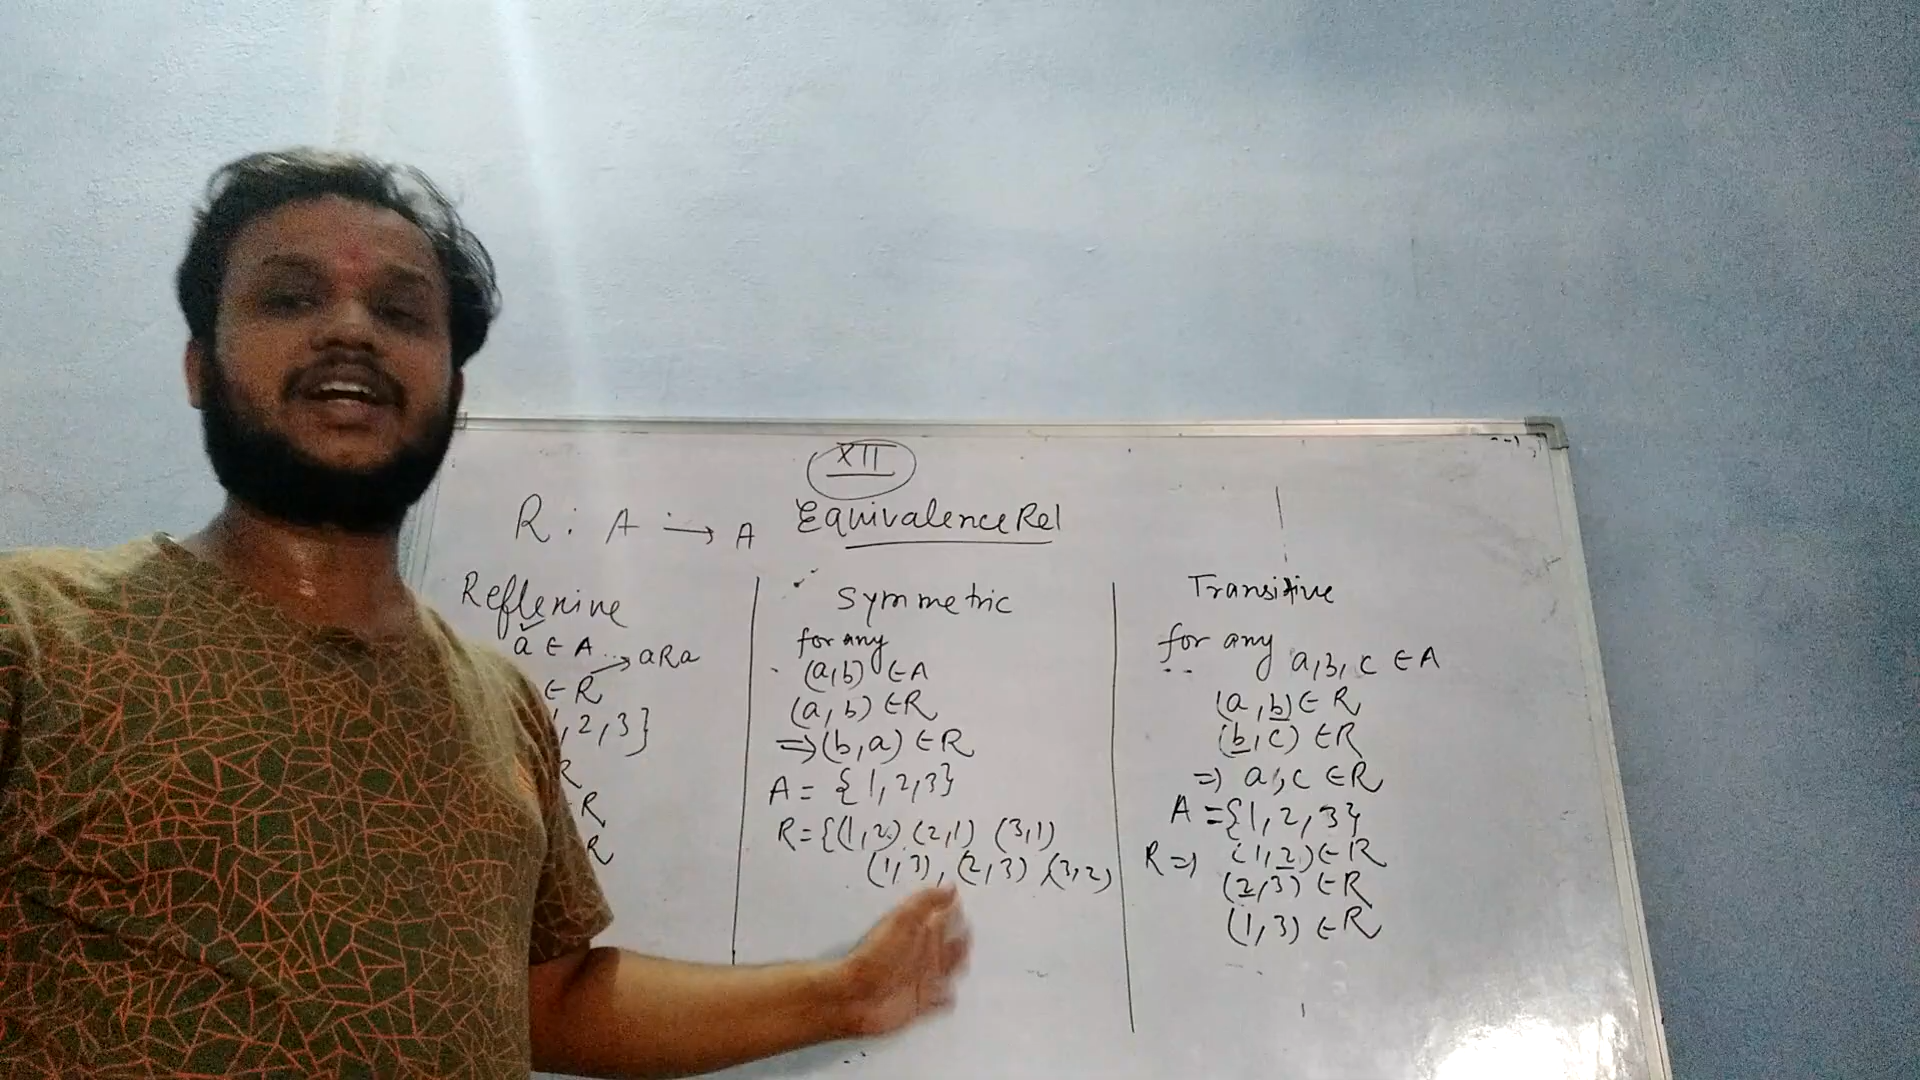 XII
R : A → A Equivalence Rel
Reflexive
a ∈ A → aRa
∈ R
, 2, 3}
R
∈ R
R
Symmetric
for any
(a,b) ∈ A
(a, b) ∈ R
⇒ (b, a) ∈ R
A = {1, 2, 3}
R = {(1, 2) (2, 1) (3, 1)
(1, 3), (2, 3) (3, 2)
Transitive
for any a, b, c ∈ A
(a, b) ∈ R
(b, c) ∈ R
⇒ a, c ∈ R
A = {1, 2, 3}
R ⇒ (1, 2) ∈ R
(2, 3) ∈ R
(1, 3) ∈ R